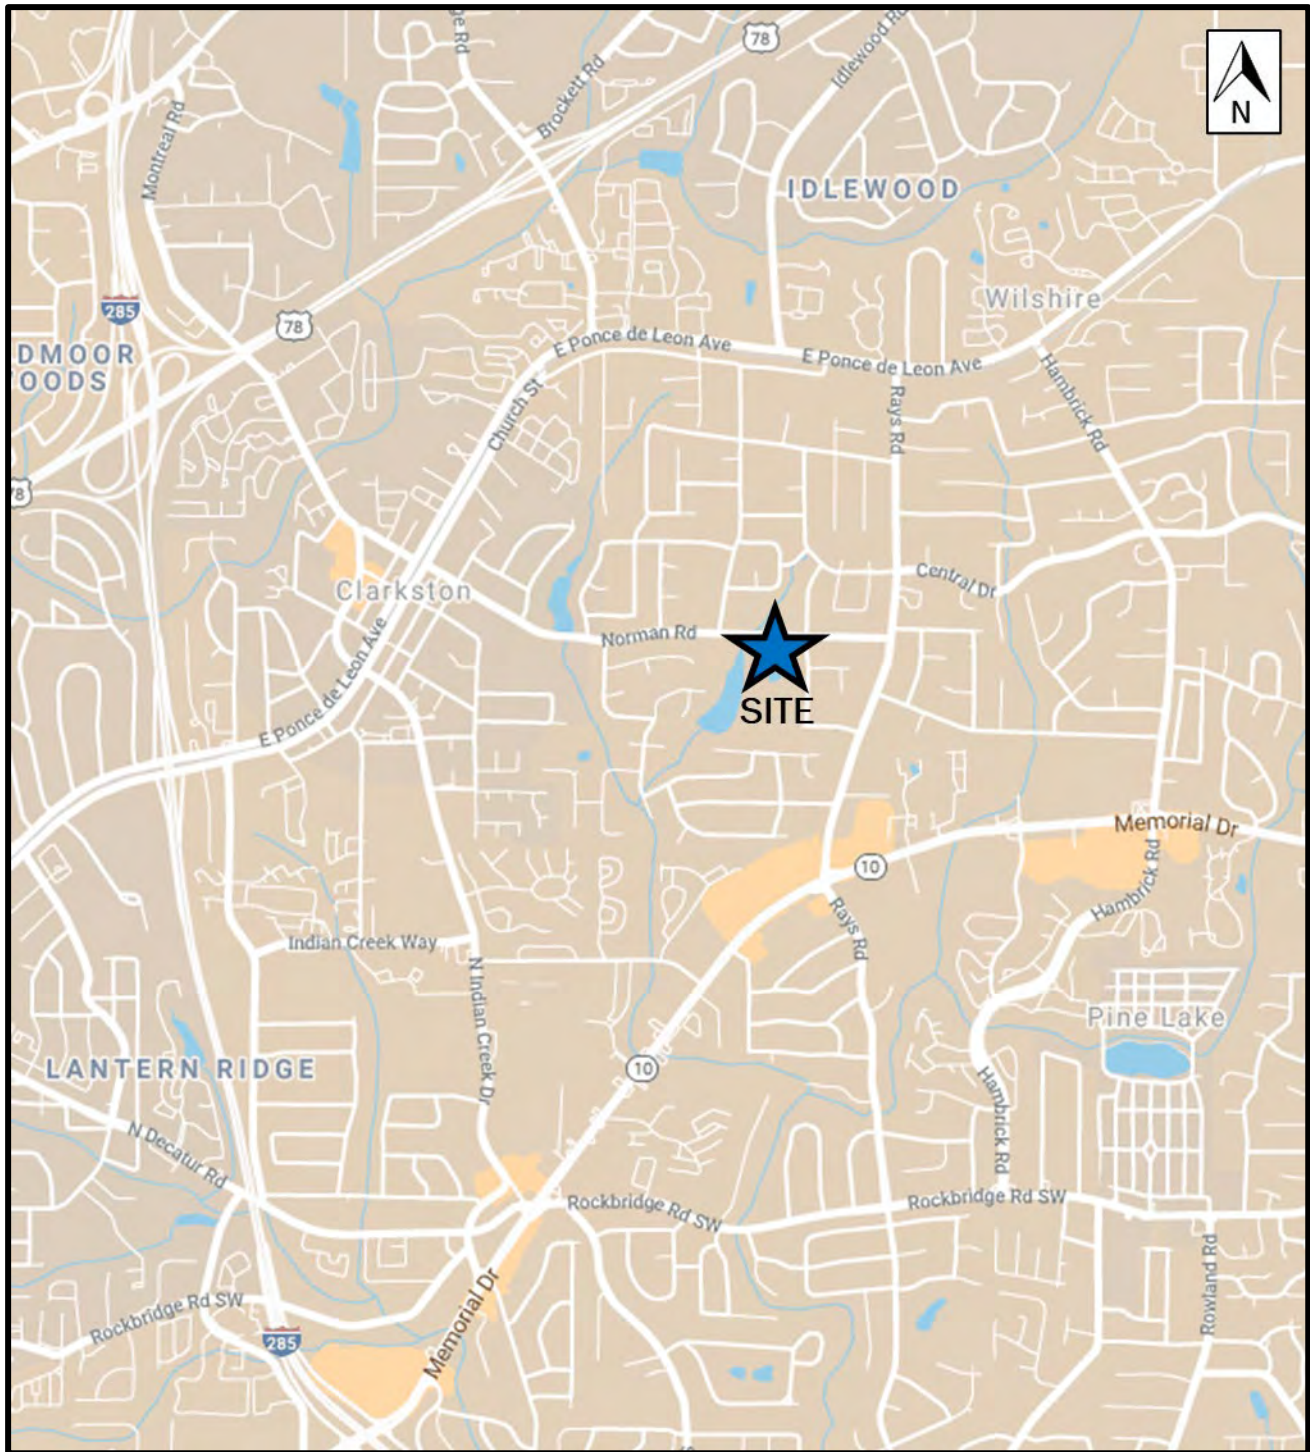 ge Rd
Brockett Rd
78
Idlewood Rd
N
Montreal Rd
IDLEWOOD
285
78
Wilshire
E Ponce de Leon Ave
E Ponce de Leon Ave
DMOOR
OODS
Church St
Rays Rd
Hambrick Rd
78
Clarkston
Central Dr
Norman Rd
SITE
E Ponce de Leon Ave
Memorial Dr
10
Hambrick Rd
Rays Rd
Indian Creek Way
N Indian Creek Dr
Pine Lake
LANTERN RIDGE
10
Hambrick Rd
N Decatur Rd
Rockbridge Rd SW
Rockbridge Rd SW
Rowland Rd
Rockbridge Rd SW
Memorial Dr
285